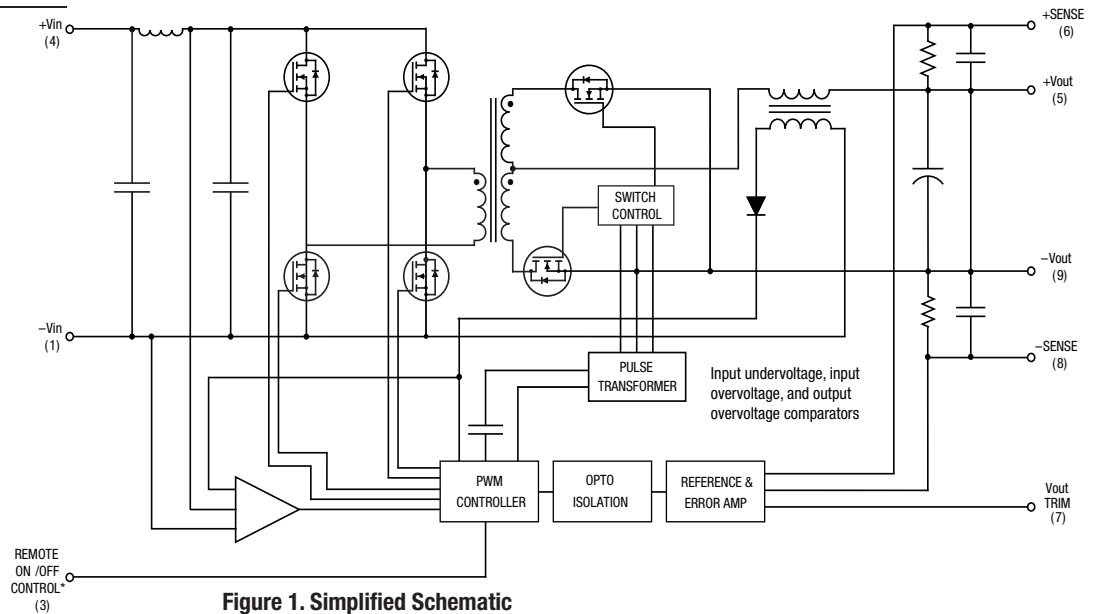 +Vin
(4)
+SENSE
(6)
+Vout
(5)
SWITCH
CONTROL
−Vout
(9)
−Vin
(1)
−SENSE
(8)
PULSE
TRANSFORMER
Input undervoltage, input
overvoltage, and output
overvoltage comparators
PWM
CONTROLLER
OPTO
ISOLATION
REFERENCE &
ERROR AMP
Vout
TRIM
(7)
REMOTE
ON /OFF
CONTROL*
(3)
Figure 1. Simplified Schematic